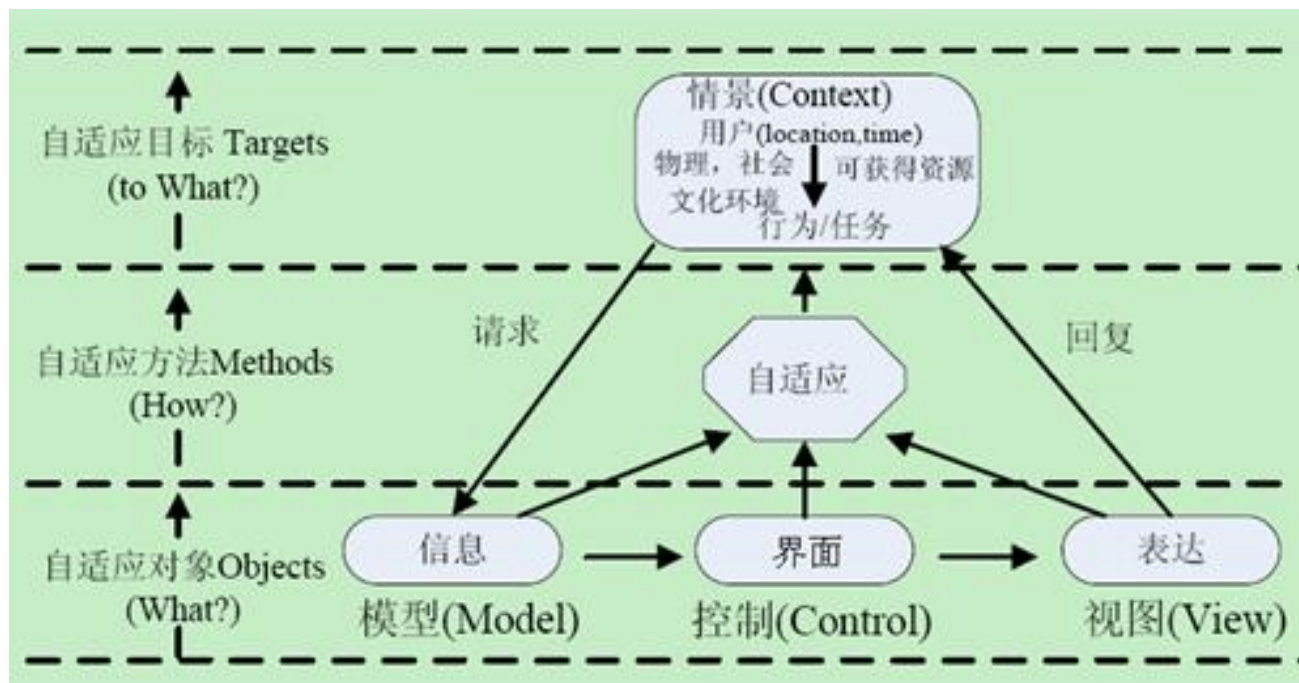 情景(Context)
用户(location,time)
物理，社会
可获得资源
文化环境
行为/任务
自适应目标 Targets
(to What?)
请求
回复
自适应
自适应方法Methods
(How?)
信息
界面
表达
自适应对象Objects
(What?)
模型(Model)
控制(Control)
视图(View)